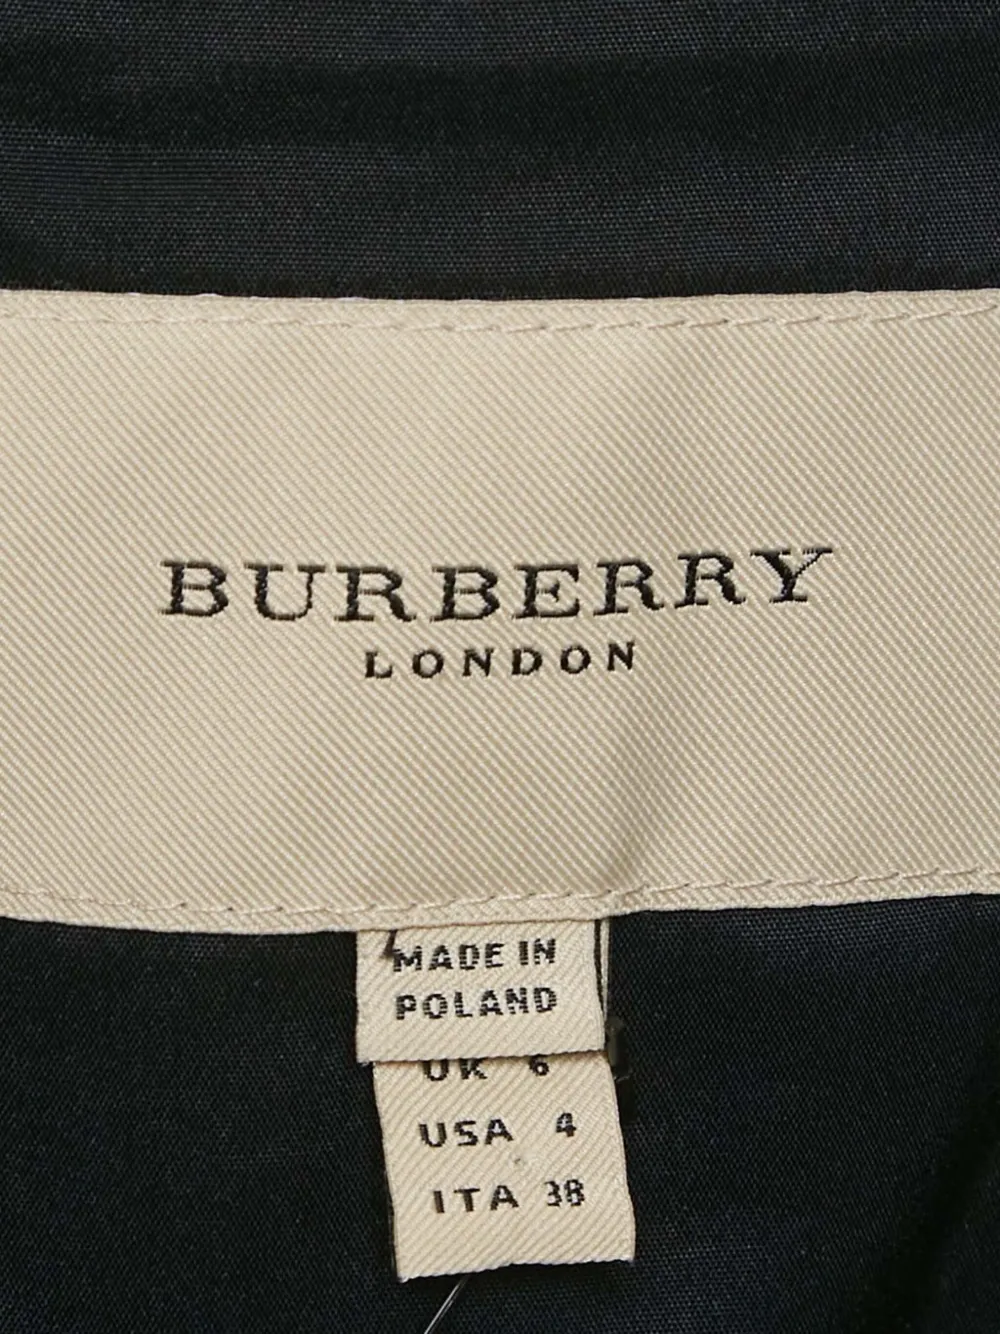 BURBERRY
LONDON
MADE IN
POLAND
UK 6
USA 4
ITA 38